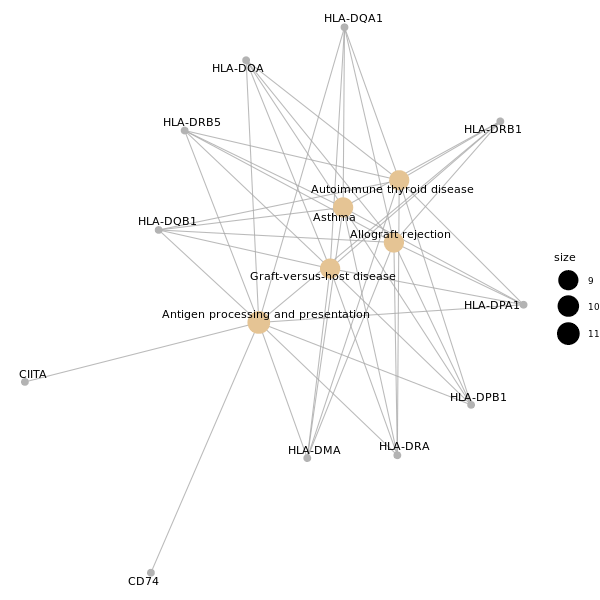 HLA-DQA1
HLA-DOA
HLA-DRB5
HLA-DRB1
Autoimmune thyroid disease
Asthma
HLA-DQB1
Allograft rejection
size
Graft-versus-host disease
9
HLA-DPA1
10
Antigen processing and presentation
11
CIITA
HLA-DPB1
HLA-DMA
HLA-DRA
CD74